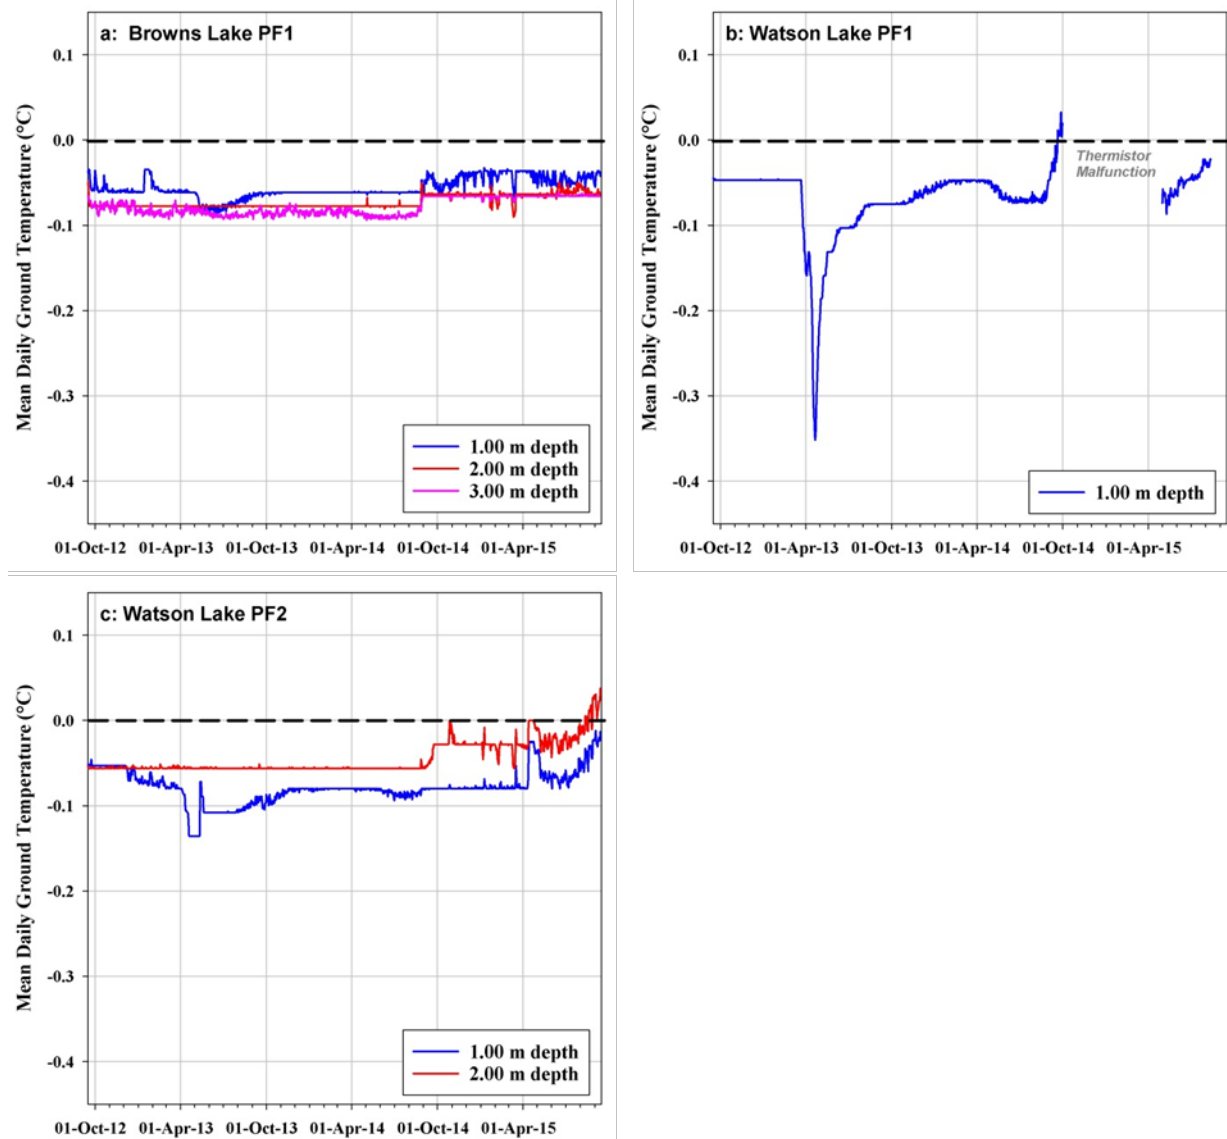 a: Browns Lake PF1
Mean Daily Ground Temperature (°C)
0.1
0.0
-0.1
-0.2
-0.3
-0.4
1.00 m depth
2.00 m depth
3.00 m depth
01-Oct-12 01-Apr-13 01-Oct-13 01-Apr-14 01-Oct-14 01-Apr-15
b: Watson Lake PF1
Mean Daily Ground Temperature (°C)
0.1
0.0
-0.1
-0.2
-0.3
-0.4
Thermistor
Malfunction
1.00 m depth
01-Oct-12 01-Apr-13 01-Oct-13 01-Apr-14 01-Oct-14 01-Apr-15
c: Watson Lake PF2
Mean Daily Ground Temperature (°C)
0.1
0.0
-0.1
-0.2
-0.3
-0.4
1.00 m depth
2.00 m depth
01-Oct-12 01-Apr-13 01-Oct-13 01-Apr-14 01-Oct-14 01-Apr-15